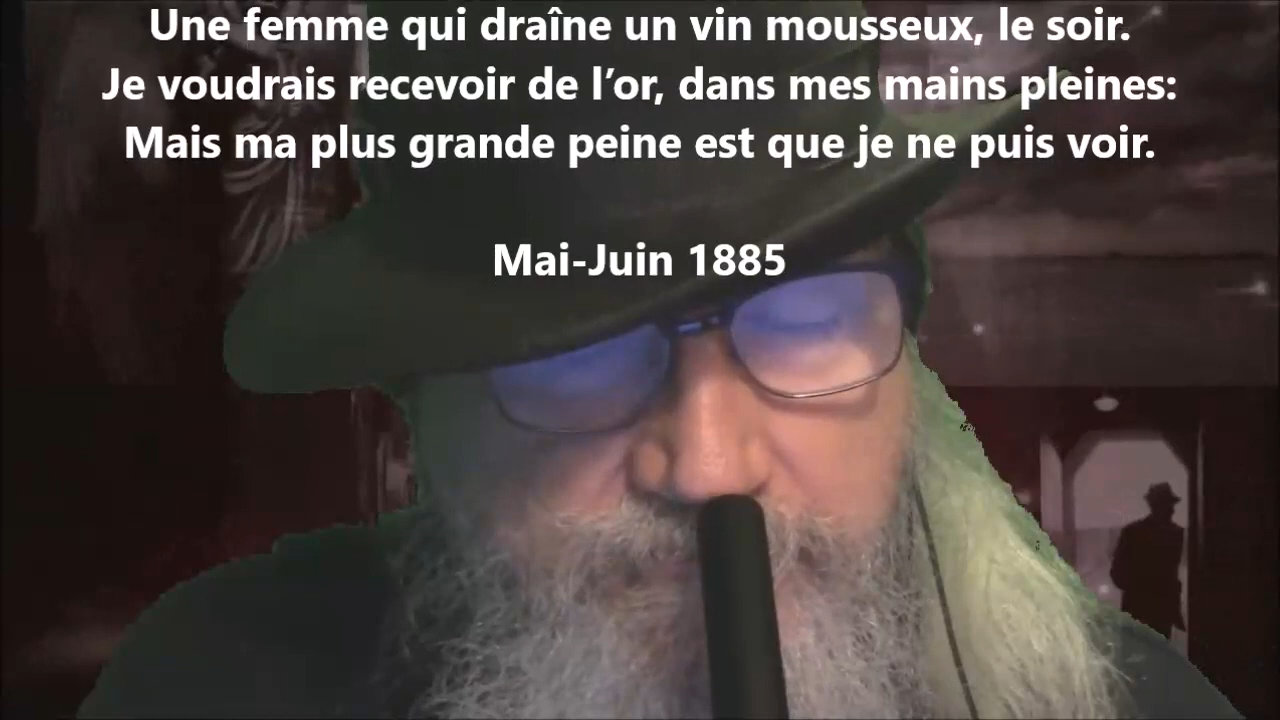 Une femme qui draîne un vin mousseux, le soir.
Je voudrais recevoir de l’or, dans mes mains pleines:
Mais ma plus grande peine est que je ne puis voir.
Mai-Juin 1885